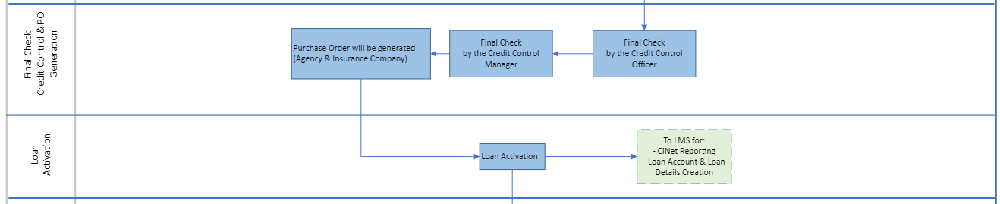 Final Check
Credit Control & PO
Generation
Purchase Order will be generated
(Agency & Insurance Company)
Final Check
by the Credit Control
Manager
Final Check
by the Credit Control
Officer
Loan
Activation
Loan Activation
To LMS for:
- CiNet Reporting
- Loan Account & Loan
Details Creation